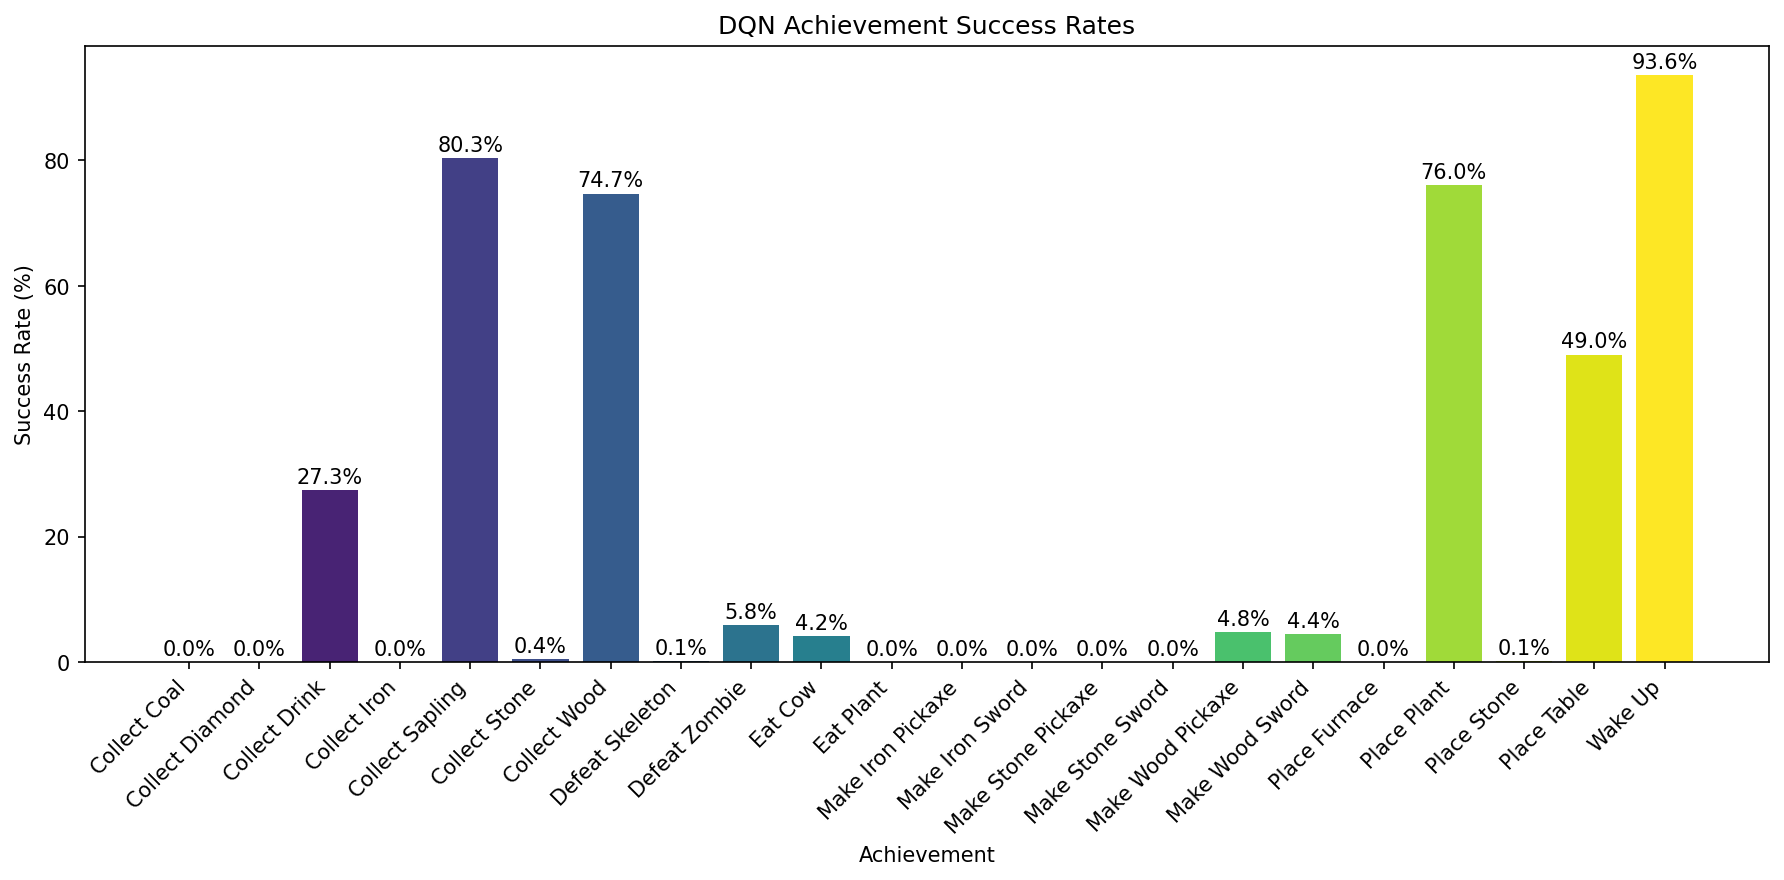 DQN Achievement Success Rates
Success Rate (%)
80
60
40
20
0
0.0%
0.0%
27.3%
0.0%
80.3%
0.4%
74.7%
0.1%
5.8%
4.2%
0.0%
0.0%
0.0%
0.0%
0.0%
4.8%
4.4%
0.0%
76.0%
0.1%
49.0%
93.6%
Collect Coal
Collect Diamond
Collect Drink
Collect Iron
Collect Sapling
Collect Stone
Collect Wood
Defeat Skeleton
Defeat Zombie
Eat Cow
Eat Plant
Make Iron Pickaxe
Make Iron Sword
Make Stone Pickaxe
Make Stone Sword
Make Wood Pickaxe
Make Wood Sword
Place Furnace
Place Plant
Place Stone
Place Table
Wake Up
Achievement